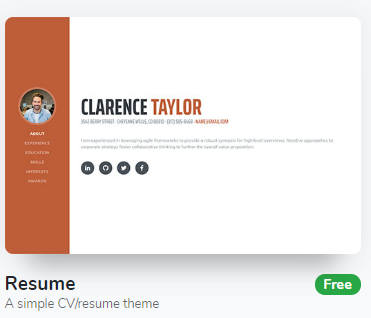 ABOUT
EXPERIENCE
EDUCATION
SKILLS
INTERESTS
AWARDS
CLARENCE TAYLOR
3542 BERRY STREET · CHEYENNE WELLS, CO 80810 · (317) 585-8468 · NAME@EMAIL.COM
I am experienced in leveraging agile frameworks to provide a robust synopsis for high level overviews. Iterative approaches to
corporate strategy foster collaborative thinking to further the overall value proposition.
Resume
Free
A simple CV/resume theme